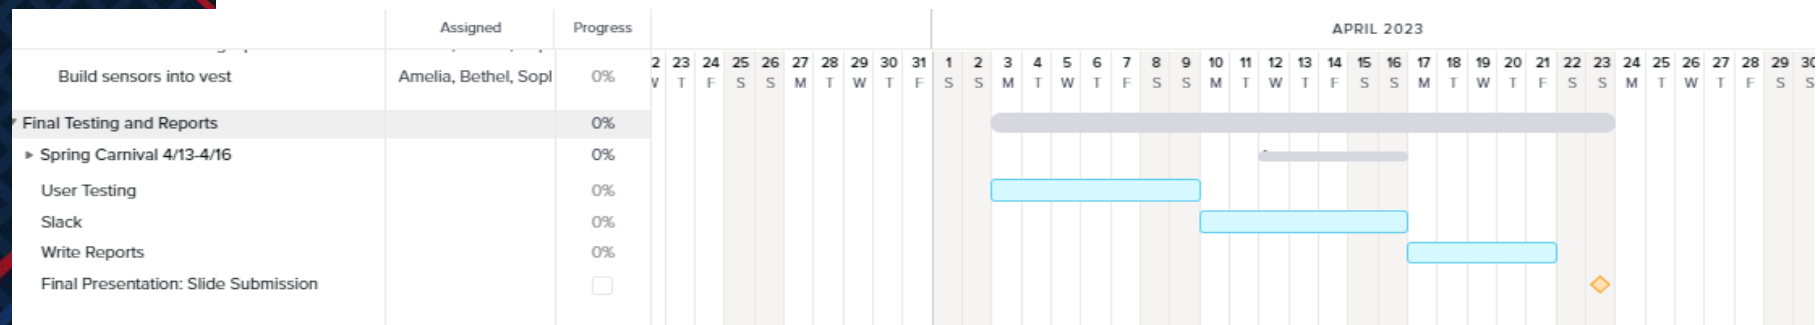 Assigned Progress APRIL 2023
23 24 25 26 27 28 29 30 31 1 2 3 4 5 6 7 8 9 10 11 12 13 14 15 16 17 18 19 20 21 22 23 24 25 26 27 28 29 30
Build sensors into vest Amelia, Bethel, Sopl 0%
W T F S S M T W T F S S M T W T F S S M T W T F S S M T W T F S S M T W T F S S
Final Testing and Reports 0%
Spring Carnival 4/13-4/16 0%
User Testing 0%
Slack 0%
Write Reports 0%
Final Presentation: Slide Submission